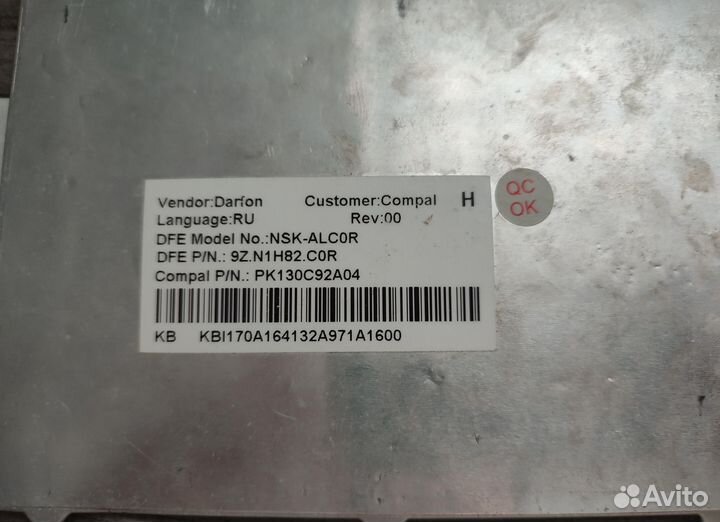 Vendor:Darfon Customer:Compal H
Language:RU Rev:00
DFE Model No.:NSK-ALC0R
DFE P/N.: 9Z.N1H82.C0R
Compal P/N.: PK130C92A04
KB KBI170A164132A971A1600
QC
OK
Avito